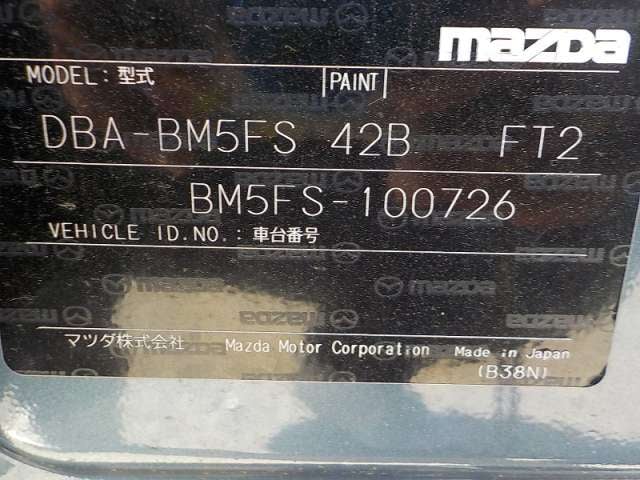 mazda
MODEL : 型式 PAINT
DBA-BM5FS 42B FT2
BM5FS-100726
VEHICLE ID.NO.: 車台番号
mazda
マツダ株式会社 Mazda Motor Corporation Made in Japan
(B38N)